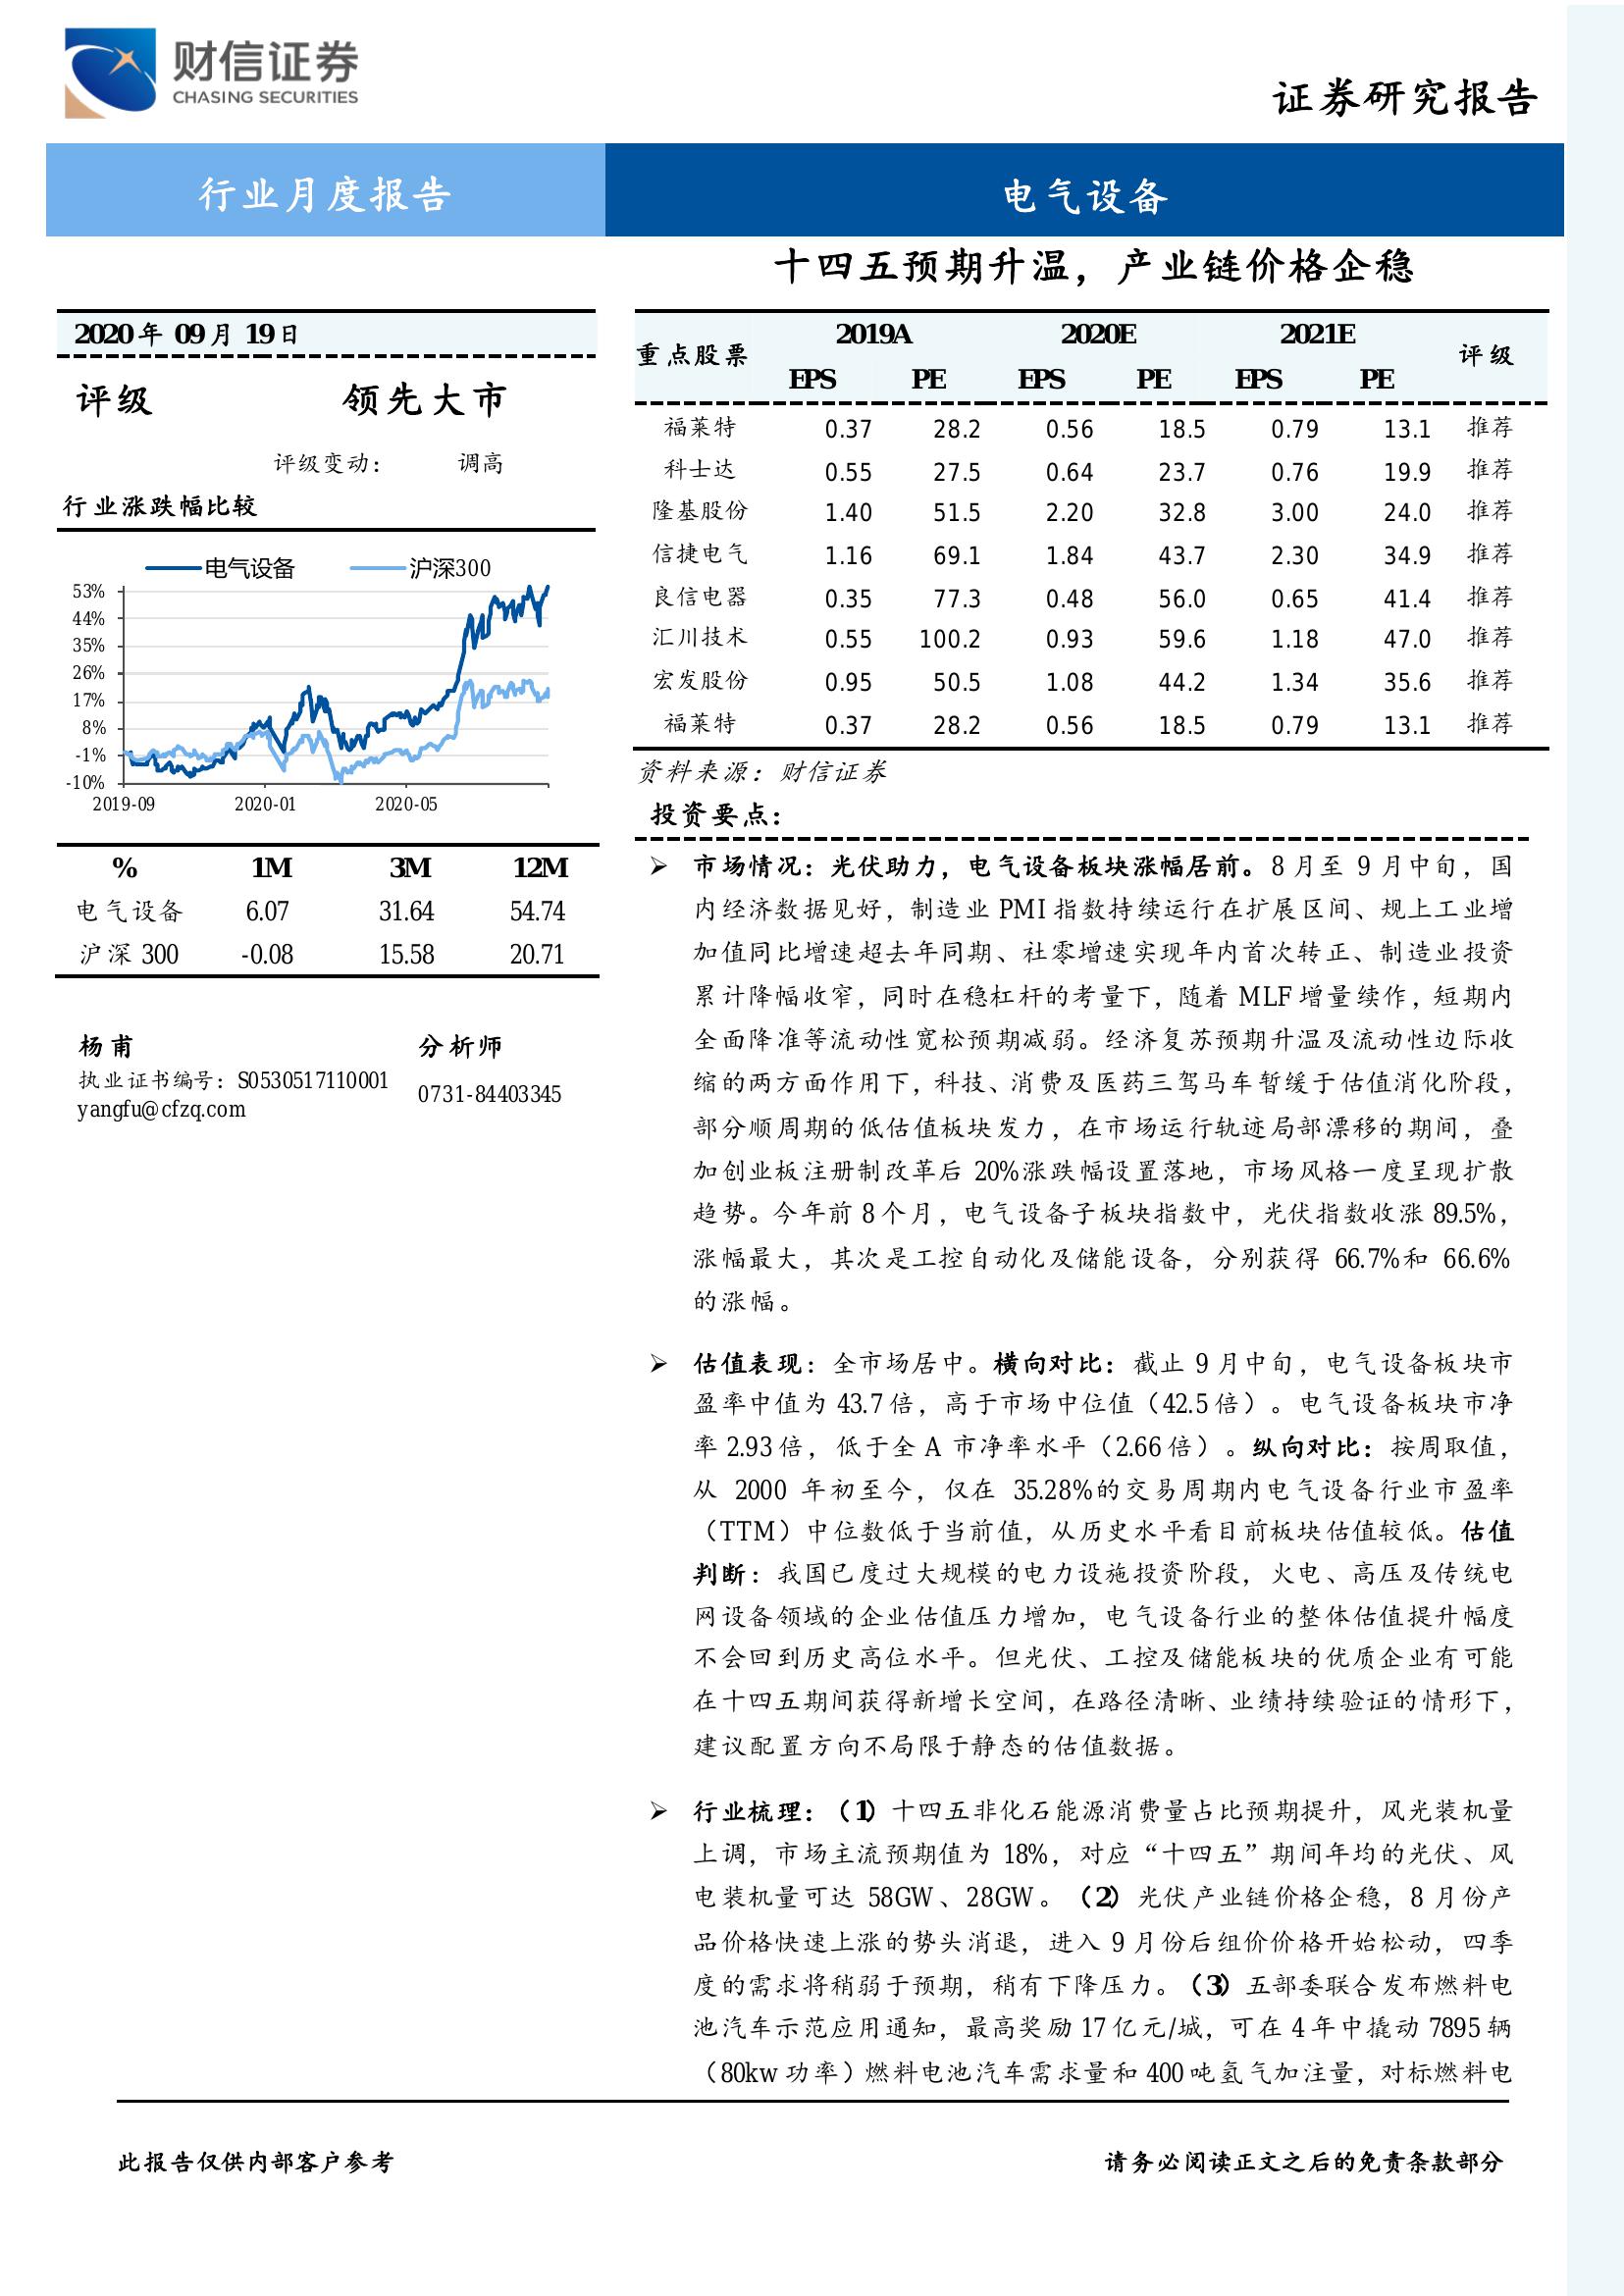 财信证券
CHASING SECURITIES
证券研究报告
行业月度报告
电气设备
十四五预期升温，产业链价格企稳
2020年 09月 19日
评级 领先大市
评级变动： 调高
行业涨跌幅比较
电气设备 沪深300
53%
44%
35%
26%
17%
8%
-1%
-10%
2019-09 2020-01 2020-05
% 1M 3M 12M
电气设备 6.07 31.64 54.74
沪深 300 -0.08 15.58 20.71
杨甫 分析师
执业证书编号：S0530517110001
0731-84403345
yangfu@cfzq.com
重点股票 2019A 2020E 2021E 评级
EPS PE EPS PE EPS PE
福莱特 0.37 28.2 0.56 18.5 0.79 13.1 推荐
科士达 0.55 27.5 0.64 23.7 0.76 19.9 推荐
隆基股份 1.40 51.5 2.20 32.8 3.00 24.0 推荐
信捷电气 1.16 69.1 1.84 43.7 2.30 34.9 推荐
良信电器 0.35 77.3 0.48 56.0 0.65 41.4 推荐
汇川技术 0.55 100.2 0.93 59.6 1.18 47.0 推荐
宏发股份 0.95 50.5 1.08 44.2 1.34 35.6 推荐
福莱特 0.37 28.2 0.56 18.5 0.79 13.1 推荐
资料来源：财信证券
投资要点：
➢ 市场情况：光伏助力，电气设备板块涨幅居前。8 月至 9 月中旬，国
内经济数据见好，制造业 PMI 指数持续运行在扩展区间、规上工业增
加值同比增速超去年同期、社零增速实现年内首次转正、制造业投资
累计降幅收窄，同时在稳杠杆的考量下，随着 MLF 增量续作，短期内
全面降准等流动性宽松预期减弱。经济复苏预期升温及流动性边际收
缩的两方面作用下，科技、消费及医药三驾马车暂缓于估值消化阶段，
部分顺周期的低估值板块发力，在市场运行轨迹局部漂移的期间，叠
加创业板注册制改革后 20%涨跌幅设置落地，市场风格一度呈现扩散
趋势。今年前 8 个月，电气设备子板块指数中，光伏指数收涨 89.5%，
涨幅最大，其次是工控自动化及储能设备，分别获得 66.7%和 66.6%
的涨幅。
➢ 估值表现：全市场居中。横向对比：截止 9 月中旬，电气设备板块市
盈率中值为 43.7 倍，高于市场中位值（42.5 倍）。电气设备板块市净
率 2.93 倍，低于全 A 市净率水平（2.66 倍）。纵向对比：按周取值，
从 2000 年初至今，仅在 35.28%的交易周期内电气设备行业市盈率
（TTM）中位数低于当前值，从历史水平看目前板块估值较低。估值
判断：我国已度过大规模的电力设施投资阶段，火电、高压及传统电
网设备领域的企业估值压力增加，电气设备行业的整体估值提升幅度
不会回到历史高位水平。但光伏、工控及储能板块的优质企业有可能
在十四五期间获得新增长空间，在路径清晰、业绩持续验证的情形下，
建议配置方向不局限于静态的估值数据。
➢ 行业梳理：（1）十四五非化石能源消费量占比预期提升，风光装机量
上调，市场主流预期值为 18%，对应“十四五”期间年均的光伏、风
电装机量可达 58GW、28GW。（2）光伏产业链价格企稳，8 月份产
品价格快速上涨的势头消退，进入 9 月份后组价价格开始松动，四季
度的需求将稍弱于预期，稍有下降压力。（3）五部委联合发布燃料电
池汽车示范应用通知，最高奖励 17 亿元/城，可在 4 年中撬动 7895 辆
（80kw 功率）燃料电池汽车需求量和 400 吨氢气加注量，对标燃料电
此报告仅供内部客户参考
请务必阅读正文之后的免责条款部分